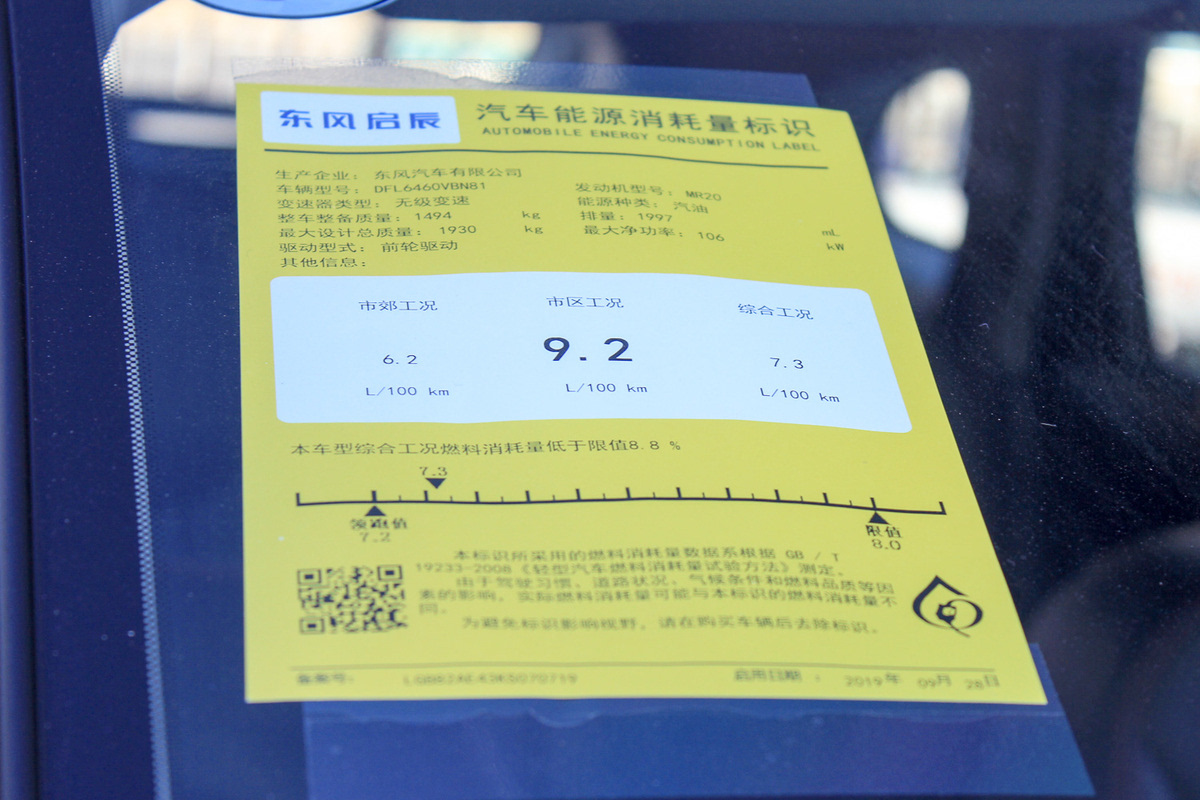 东风启辰
汽车能源消耗量标识
AUTOMOBILE ENERGY CONSUMPTION LABEL
生产企业: 东风汽车有限公司
车辆型号: DFL6460VBN81 发动机型号: MR20
变速器类型: 无级变速 能源种类: 汽油
整车整备质量: 1494 kg 排量: 1997 mL
最大设计总质量: 1930 kg 最大净功率: 106 kW
驱动型式: 前轮驱动
其他信息:
市郊工况 市区工况 综合工况
6.2 9.2 7.3
L/100 km L/100 km L/100 km
本车型综合工况燃料消耗量低于限值8.8 %
7.3
领跑值 限值
7.2 8.0
本标识所采用的燃料消耗量数据系根据 GB / T
19233-2008《轻型汽车燃料消耗量试验方法》测定。
由于驾驶习惯、道路状况、气候条件和燃料品质等因
素的影响，实际燃料消耗量可能与本标识的燃料消耗量不
同。
为避免标识影响视野，请在购买车辆后去除标识。
备案号: 启用日期 : 2019年 09月 28日